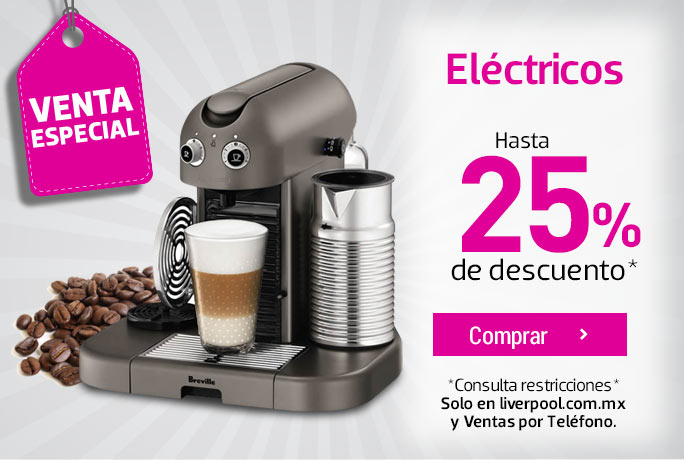 VENTA
ESPECIAL
Eléctricos
Hasta
25%
de descuento*
Comprar >
*Consulta restricciones*
Solo en liverpool.com.mx
y Ventas por Teléfono.
Breville